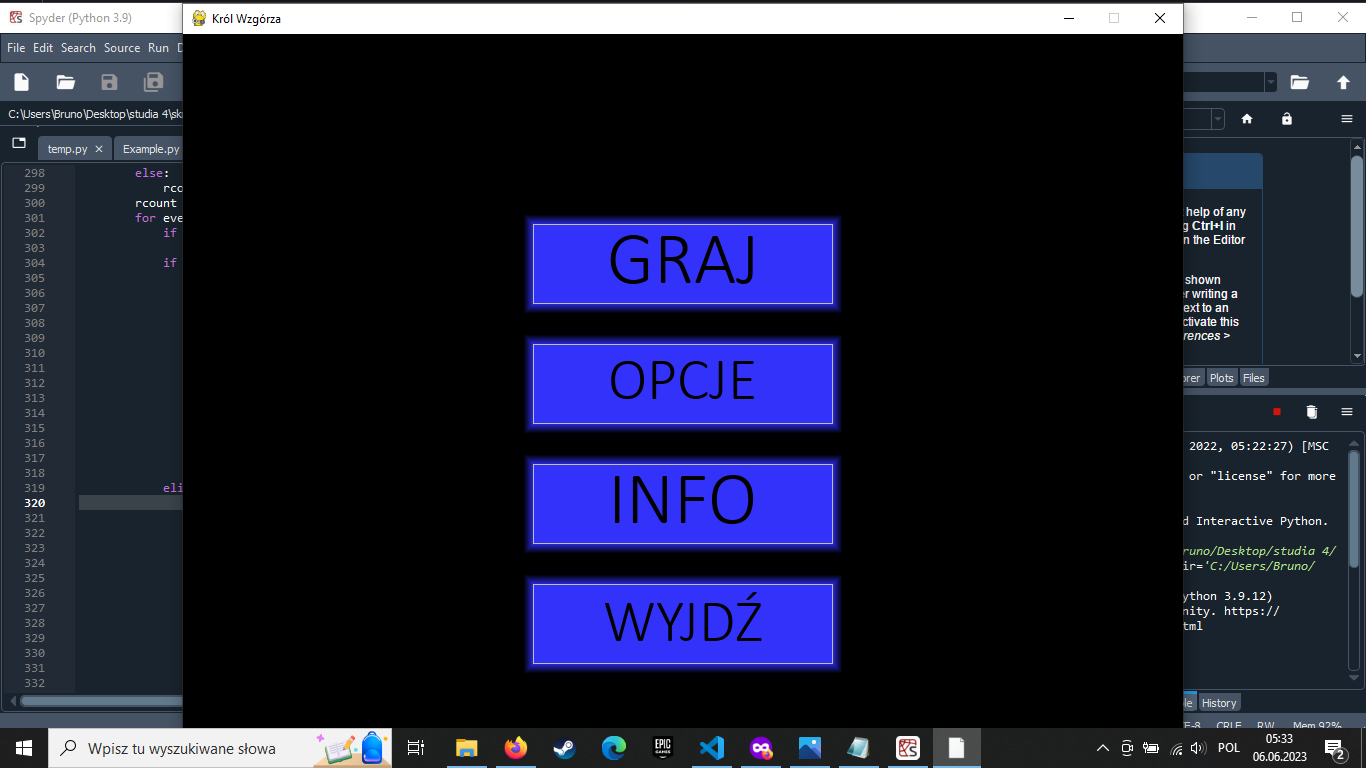 Spyder (Python 3.9)
Król Wzgórza
File Edit Search Source Run
C:\Users\Bruno\Desktop\studia 4\sk
temp.py
Example.py
298 else:
299
300 rcount
301 for
302 if
303
304 if
305
306
307
308
309
310
311
312
313
314
315
316
317
318
319
320
321
322
323
324
325
326
327
328
329
330
331
332
GRAJ
OPCJE
INFO
WYJDŹ
help of any
Ctrl+I in
the Editor
shown
writing a
to an
this
>
Plots Files
2022, 05:22:27) [MSC
or "license" for more
Interactive Python.
runo/Desktop/studia 4/
ir='C:/Users/Bruno/
ython 3.9.12)
nity. https://
tml
History
CRLF RW Mem 92%
Wpisz tu wyszukiwane słowa
EPIC GAMES
POL
05:33
06.06.2023
2